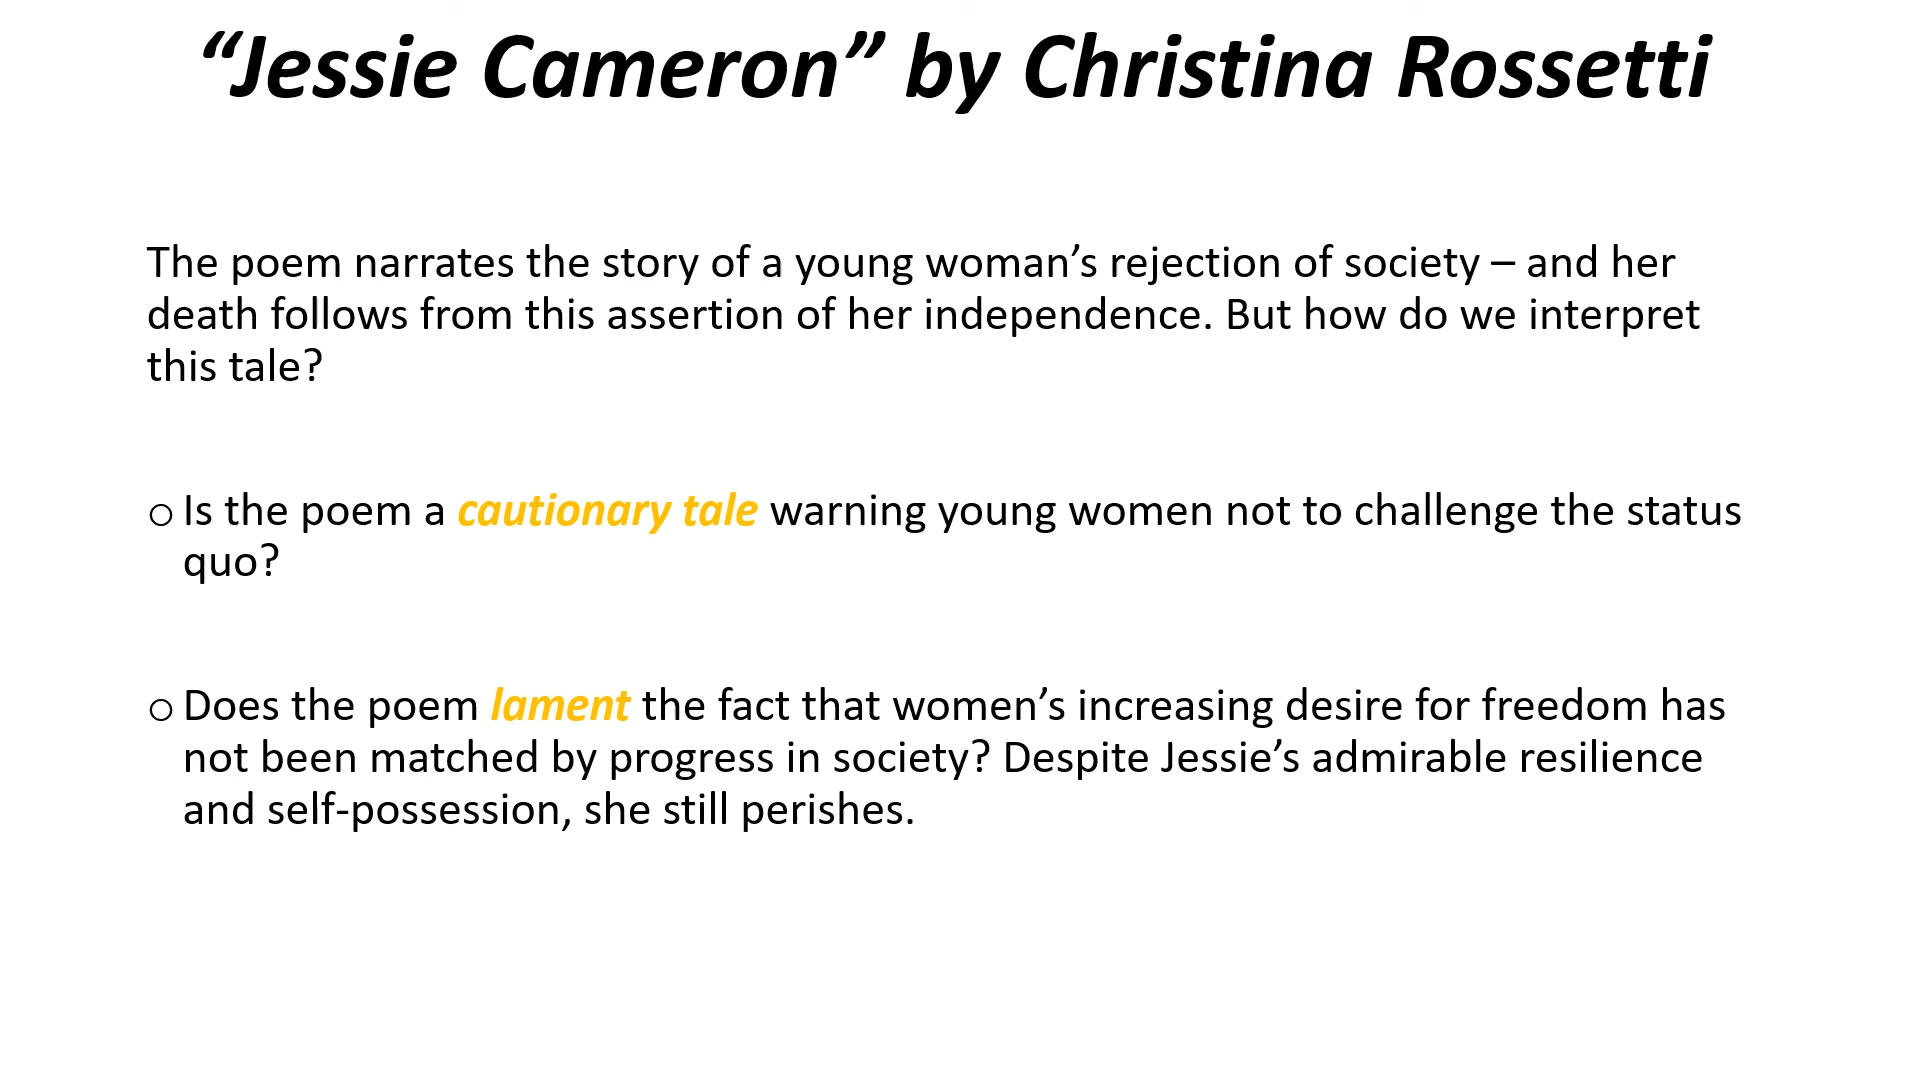 “Jessie Cameron” by Christina Rossetti
The poem narrates the story of a young woman’s rejection of society – and her
death follows from this assertion of her independence. But how do we interpret
this tale?
o Is the poem a cautionary tale warning young women not to challenge the status
quo?
o Does the poem lament the fact that women’s increasing desire for freedom has
not been matched by progress in society? Despite Jessie’s admirable resilience
and self-possession, she still perishes.